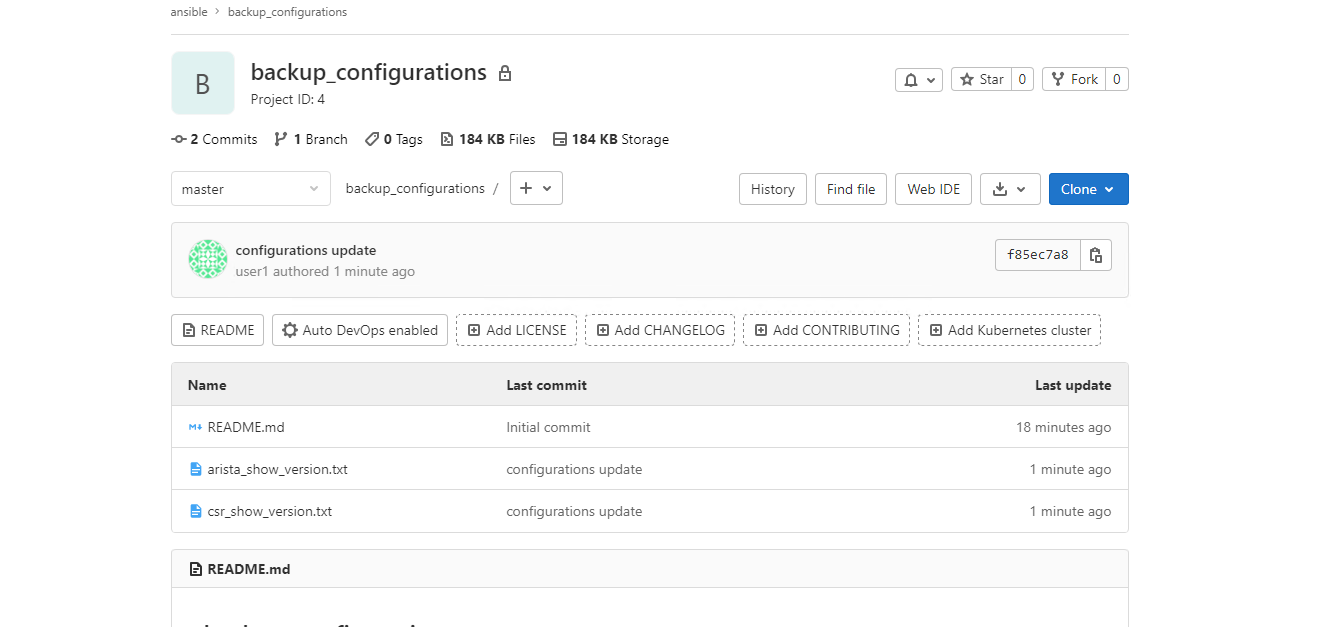 ansible > backup_configurations
B
backup_configurations
Project ID: 4
Star 0 Fork 0
2 Commits 1 Branch 0 Tags 184 KB Files 184 KB Storage
master backup_configurations / + History Find file Web IDE Clone
configurations update
user1 authored 1 minute ago
f85ec7a8
README Auto DevOps enabled Add LICENSE Add CHANGELOG Add CONTRIBUTING Add Kubernetes cluster
Name Last commit Last update
README.md Initial commit 18 minutes ago
arista_show_version.txt configurations update 1 minute ago
csr_show_version.txt configurations update 1 minute ago
README.md